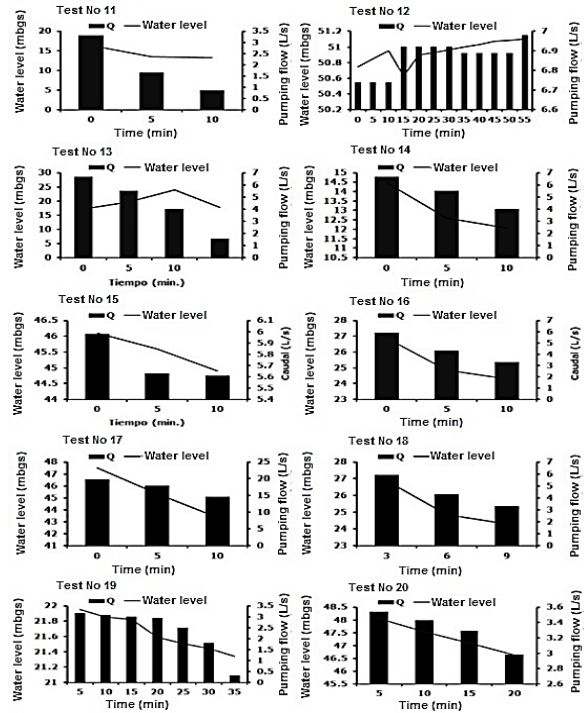 Test No 11
Q Water level
Water level (mbgs)
20
15
10
5
0
3.5
3
2.5
2
1.5
1
0.5
0
Pumping flow (L/s)
0 5 10
Time (min)
Test No 12
Q Water level
Water level (mbgs)
51.2
51
50.8
50.6
50.4
50.2
7
6.9
6.8
6.7
6.6
Pumping flow (L/s)
0 5 10 15 20 25 30 35 40 45 50 55
Time (min)
Test No 13
Q Water level
Water level (mbgs)
30
25
20
15
10
5
0
7
6
5
4
3
2
1
0
Pumping flow (L/s)
0 5 10
Tiempo (min.)
Test No 14
Q Water level
Water level (mbgs)
15
14.5
14
13.5
13
12.5
12
11.5
11
10.5
7
6
5
4
3
2
1
0
Pumping flow (L/s)
0 5 10
Time (min)
Test No 15
Q Water level
Water level (mbgs)
46.5
46
45.5
45
44.5
44
6.1
6
5.9
5.8
5.7
5.6
5.5
5.4
Caudal (L/s)
0 5 10
Tiempo (min.)
Test No 16
Q Water level
Water level (mbgs)
28
27
26
25
24
23
7
6
5
4
3
2
1
0
Caudal (L/s)
0 5 10
Time (min)
Test No 17
Q Water level
Water level (mbgs)
48
47
46
45
44
43
42
41
25
20
15
10
5
0
Pumping flow (L/s)
0 5 10
Time (min)
Test No 18
Q Water level
Water level (mbgs)
28
27
26
25
24
23
7
6
5
4
3
2
1
0
Pumping flow (L/s)
3 6 9
Time (min)
Test No 19
Q Water level
Water level (mbgs)
22
21.8
21.6
21.4
21.2
21
3.5
3
2.5
2
1.5
1
0.5
0
Pumping flow (L/s)
5 10 15 20 25 30 35
Time (min)
Test No 20
Q Water level
Water level (mbgs)
48.5
48
47.5
47
46.5
46
45.5
3.6
3.5
3.4
3.3
3.2
3.1
3
2.9
2.8
2.7
2.6
Pumping flow (L/s)
5 10 15 20
Time (min)